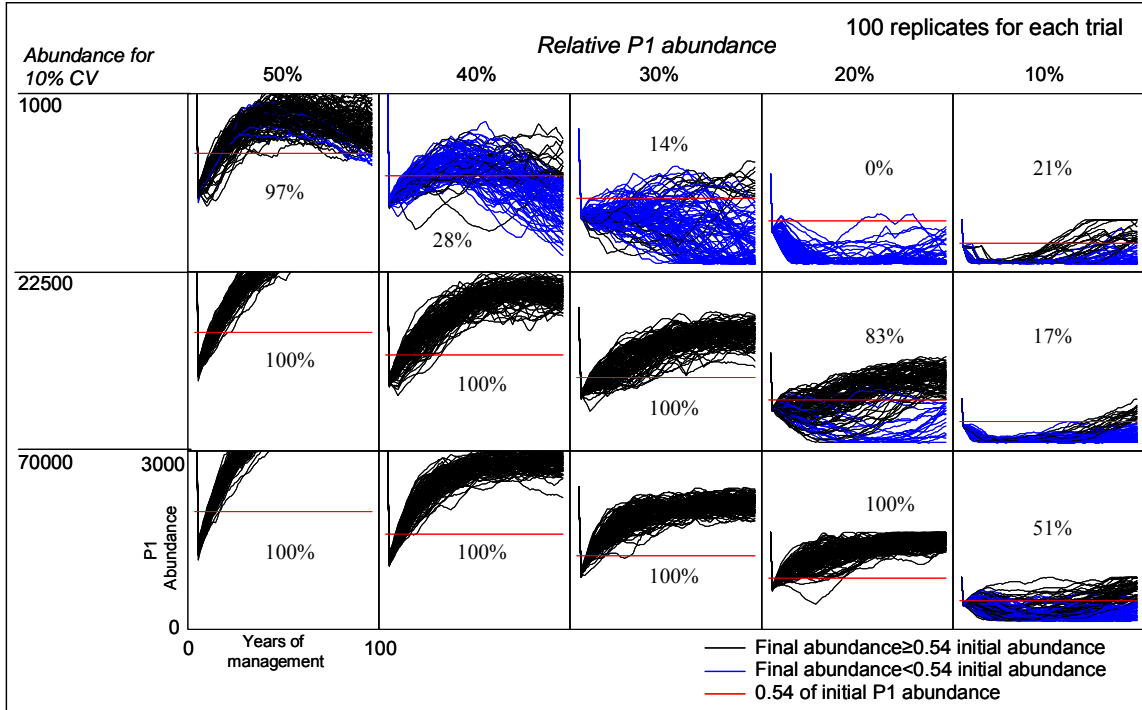 100 replicates for each trial
Relative P1 abundance
Abundance for
10% CV
50% 40% 30% 20% 10%
1000
97%
28%
14%
0%
21%
22500
100%
100%
100%
83%
17%
70000
3000
P1
Abundance
0
100%
100%
100%
100%
51%
0
Years of
management
100
Final abundance≥0.54 initial abundance
Final abundance<0.54 initial abundance
0.54 of initial P1 abundance